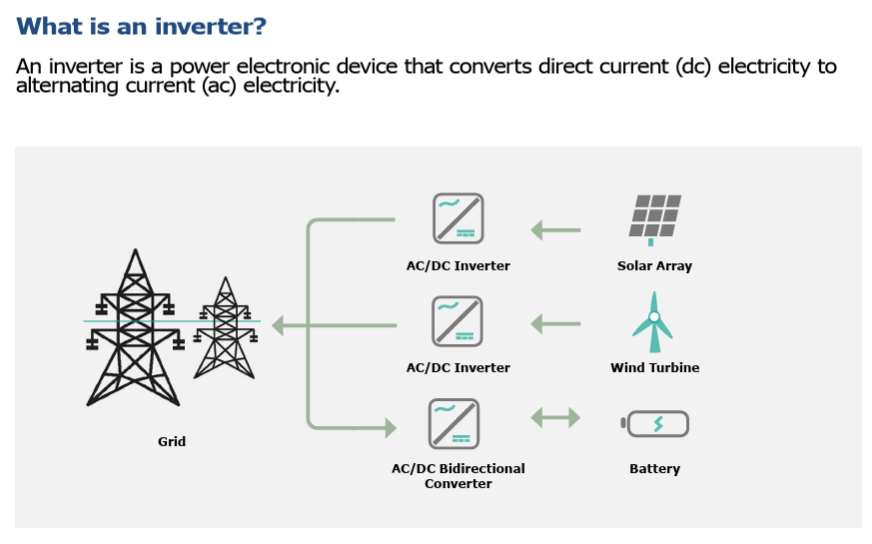 What is an inverter?
An inverter is a power electronic device that converts direct current (dc) electricity to
alternating current (ac) electricity.
AC/DC Inverter
Solar Array
AC/DC Inverter
Wind Turbine
Grid
AC/DC Bidirectional
Converter
Battery